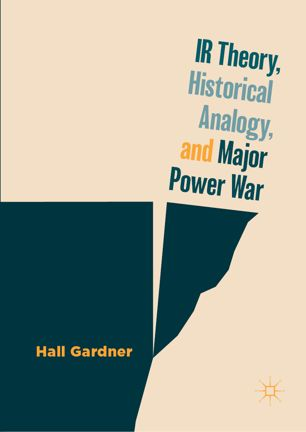 IR Theory,
Historical
Analogy,
and Major
Power War
Hall Gardner